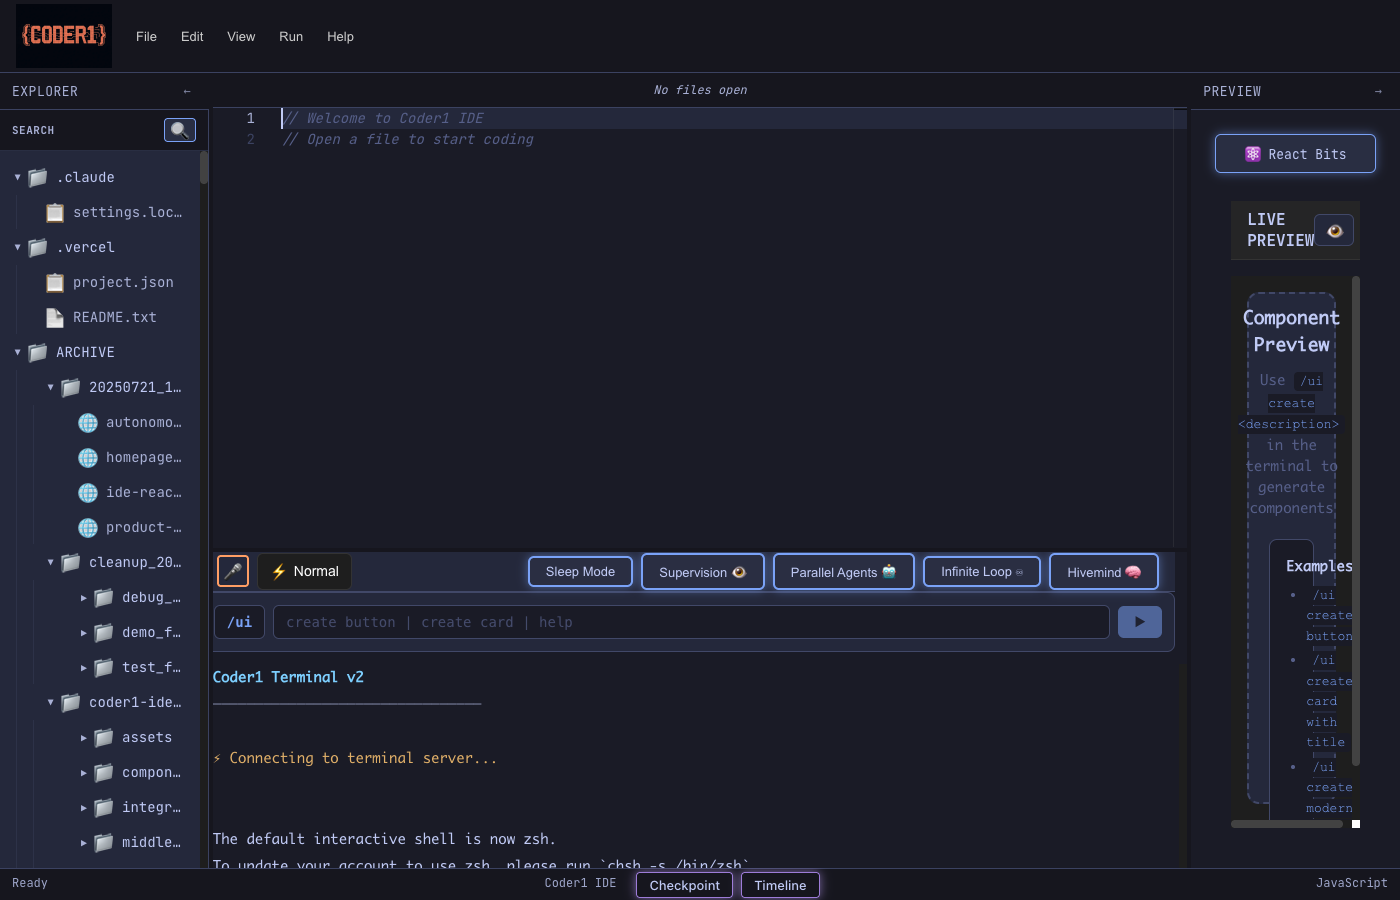 {CODER1}
File Edit View Run Help
EXPLORER ←
No files open
PREVIEW →
SEARCH
.claude
settings.loc…
.vercel
project.json
README.txt
ARCHIVE
20250721_1…
autonomo…
homepage…
ide-reac…
product-…
cleanup_20…
debug_…
demo_f…
test_f…
coder1-ide…
assets
compon…
integr…
middle…
1 // Welcome to Coder1 IDE
2 // Open a file to start coding
Normal
Sleep Mode
Supervision
Parallel Agents
Infinite Loop ♾
Hivemind
/ui create button | create card | help
Coder1 Terminal v2
⚡ Connecting to terminal server...
The default interactive shell is now zsh.
To update your account to use zsh, please run `chsh -s /bin/zsh`
React Bits
LIVE
PREVIEW
Component
Preview
Use /ui
create
<description>
in the
terminal to
generate
components
Examples
• /ui
create
button
• /ui
create
card
with
title
• /ui
create
modern
Ready
Coder1 IDE
Checkpoint
Timeline
JavaScript